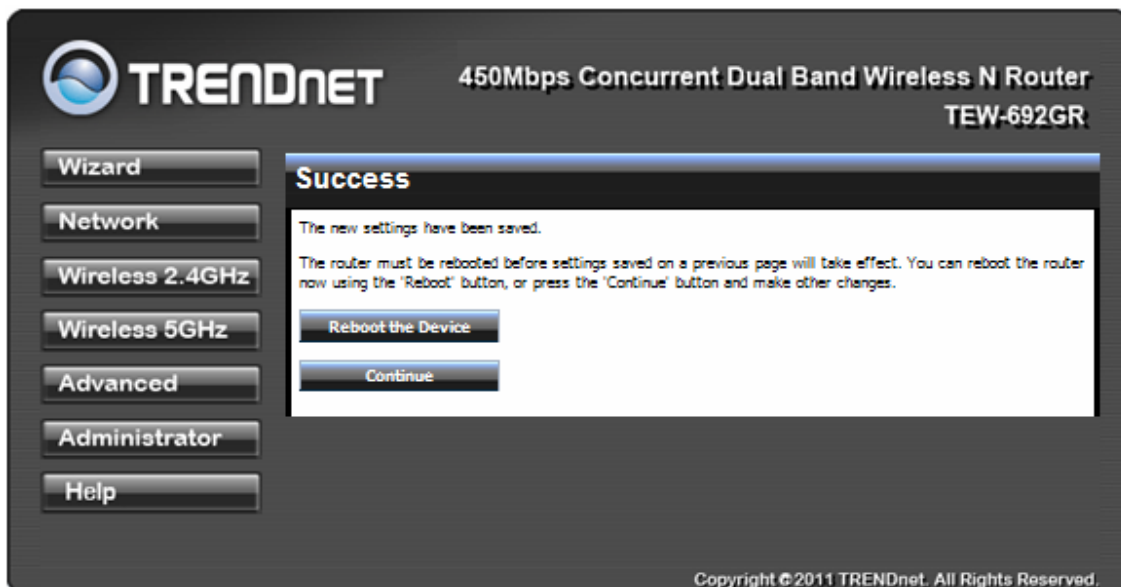 TRENDNET
450Mbps Concurrent Dual Band Wireless N Router
TEW-692GR
Wizard
Network
Wireless 2.4GHz
Wireless 5GHz
Advanced
Administrator
Help
Success
The new settings have been saved.
The router must be rebooted before settings saved on a previous page will take effect. You can reboot the router
now using the 'Reboot' button, or press the 'Continue' button and make other changes.
Reboot the Device
Continue
Copyright ©2011 TRENDnet. All Rights Reserved.